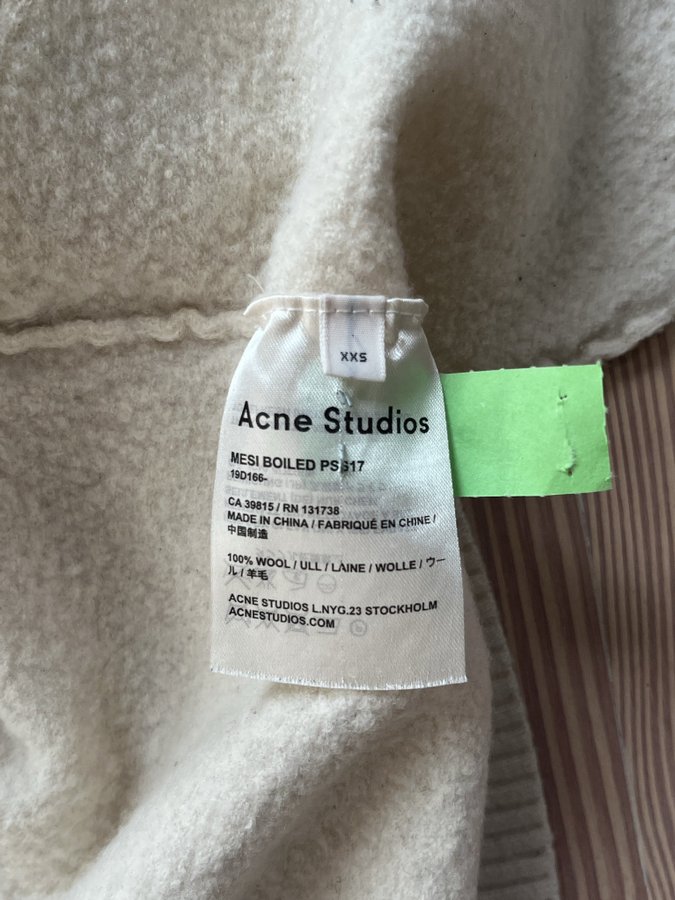 XXS
Acne Studios
MESI BOILED PSS17
19D166-
CA 39815 / RN 131738
MADE IN CHINA / FABRIQUÉ EN CHINE /
中国制造
100% WOOL / ULL / LAINE / WOLLE / ウー
ル / 羊毛
ACNE STUDIOS L.NYG.23 STOCKHOLM
ACNESTUDIOS.COM